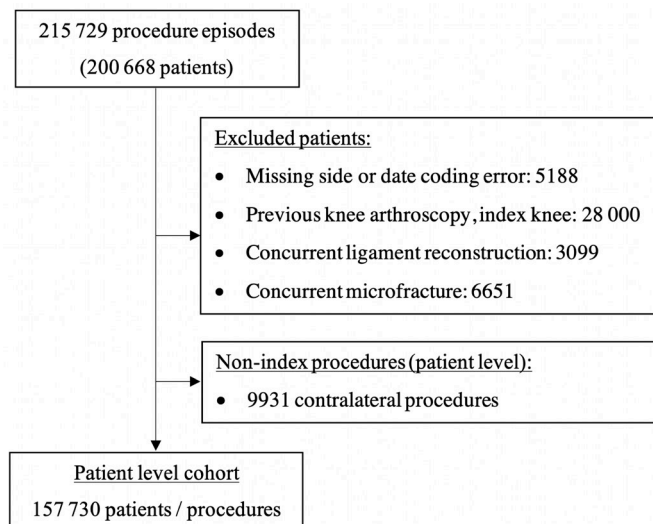 215 729 procedure episodes
(200 668 patients)
Excluded patients:
• Missing side or date coding error: 5188
• Previous knee arthroscopy, index knee: 28 000
• Concurrent ligament reconstruction: 3099
• Concurrent microfracture: 6651
Non-index procedures (patient level):
• 9931 contralateral procedures
Patient level cohort
157 730 patients / procedures